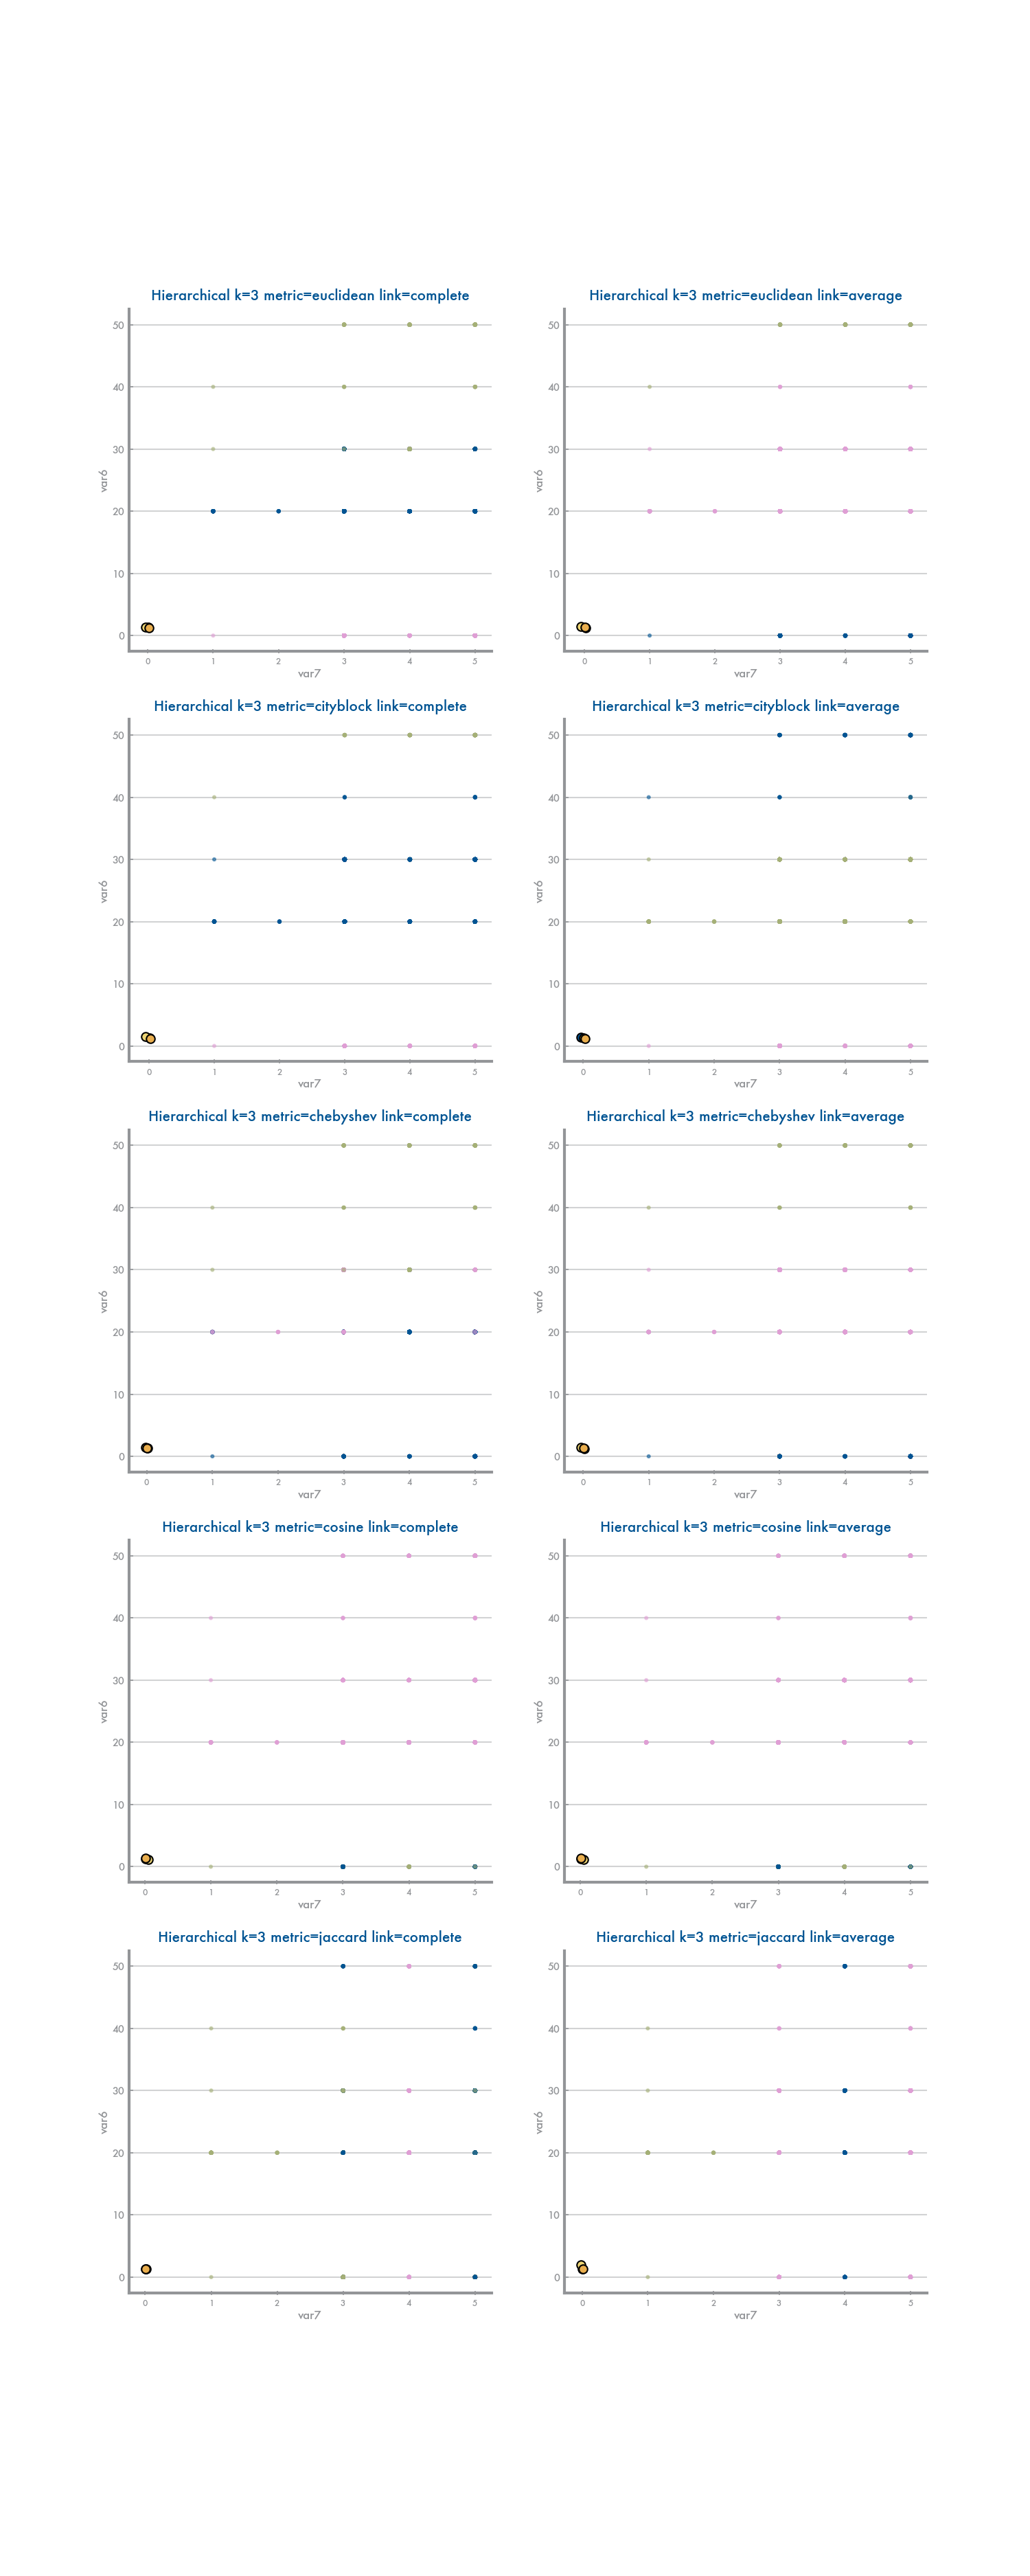 Hierarchical k=3 metric=euclidean link=complete
50
40
30
20
10
0
var6
0 1 2 3 4 5
var7
Hierarchical k=3 metric=euclidean link=average
50
40
30
20
10
0
var6
0 1 2 3 4 5
var7
Hierarchical k=3 metric=cityblock link=complete
50
40
30
20
10
0
var6
0 1 2 3 4 5
var7
Hierarchical k=3 metric=cityblock link=average
50
40
30
20
10
0
var6
0 1 2 3 4 5
var7
Hierarchical k=3 metric=chebyshev link=complete
50
40
30
20
10
0
var6
0 1 2 3 4 5
var7
Hierarchical k=3 metric=chebyshev link=average
50
40
30
20
10
0
var6
0 1 2 3 4 5
var7
Hierarchical k=3 metric=cosine link=complete
50
40
30
20
10
0
var6
0 1 2 3 4 5
var7
Hierarchical k=3 metric=cosine link=average
50
40
30
20
10
0
var6
0 1 2 3 4 5
var7
Hierarchical k=3 metric=jaccard link=complete
50
40
30
20
10
0
var6
0 1 2 3 4 5
var7
Hierarchical k=3 metric=jaccard link=average
50
40
30
20
10
0
var6
0 1 2 3 4 5
var7